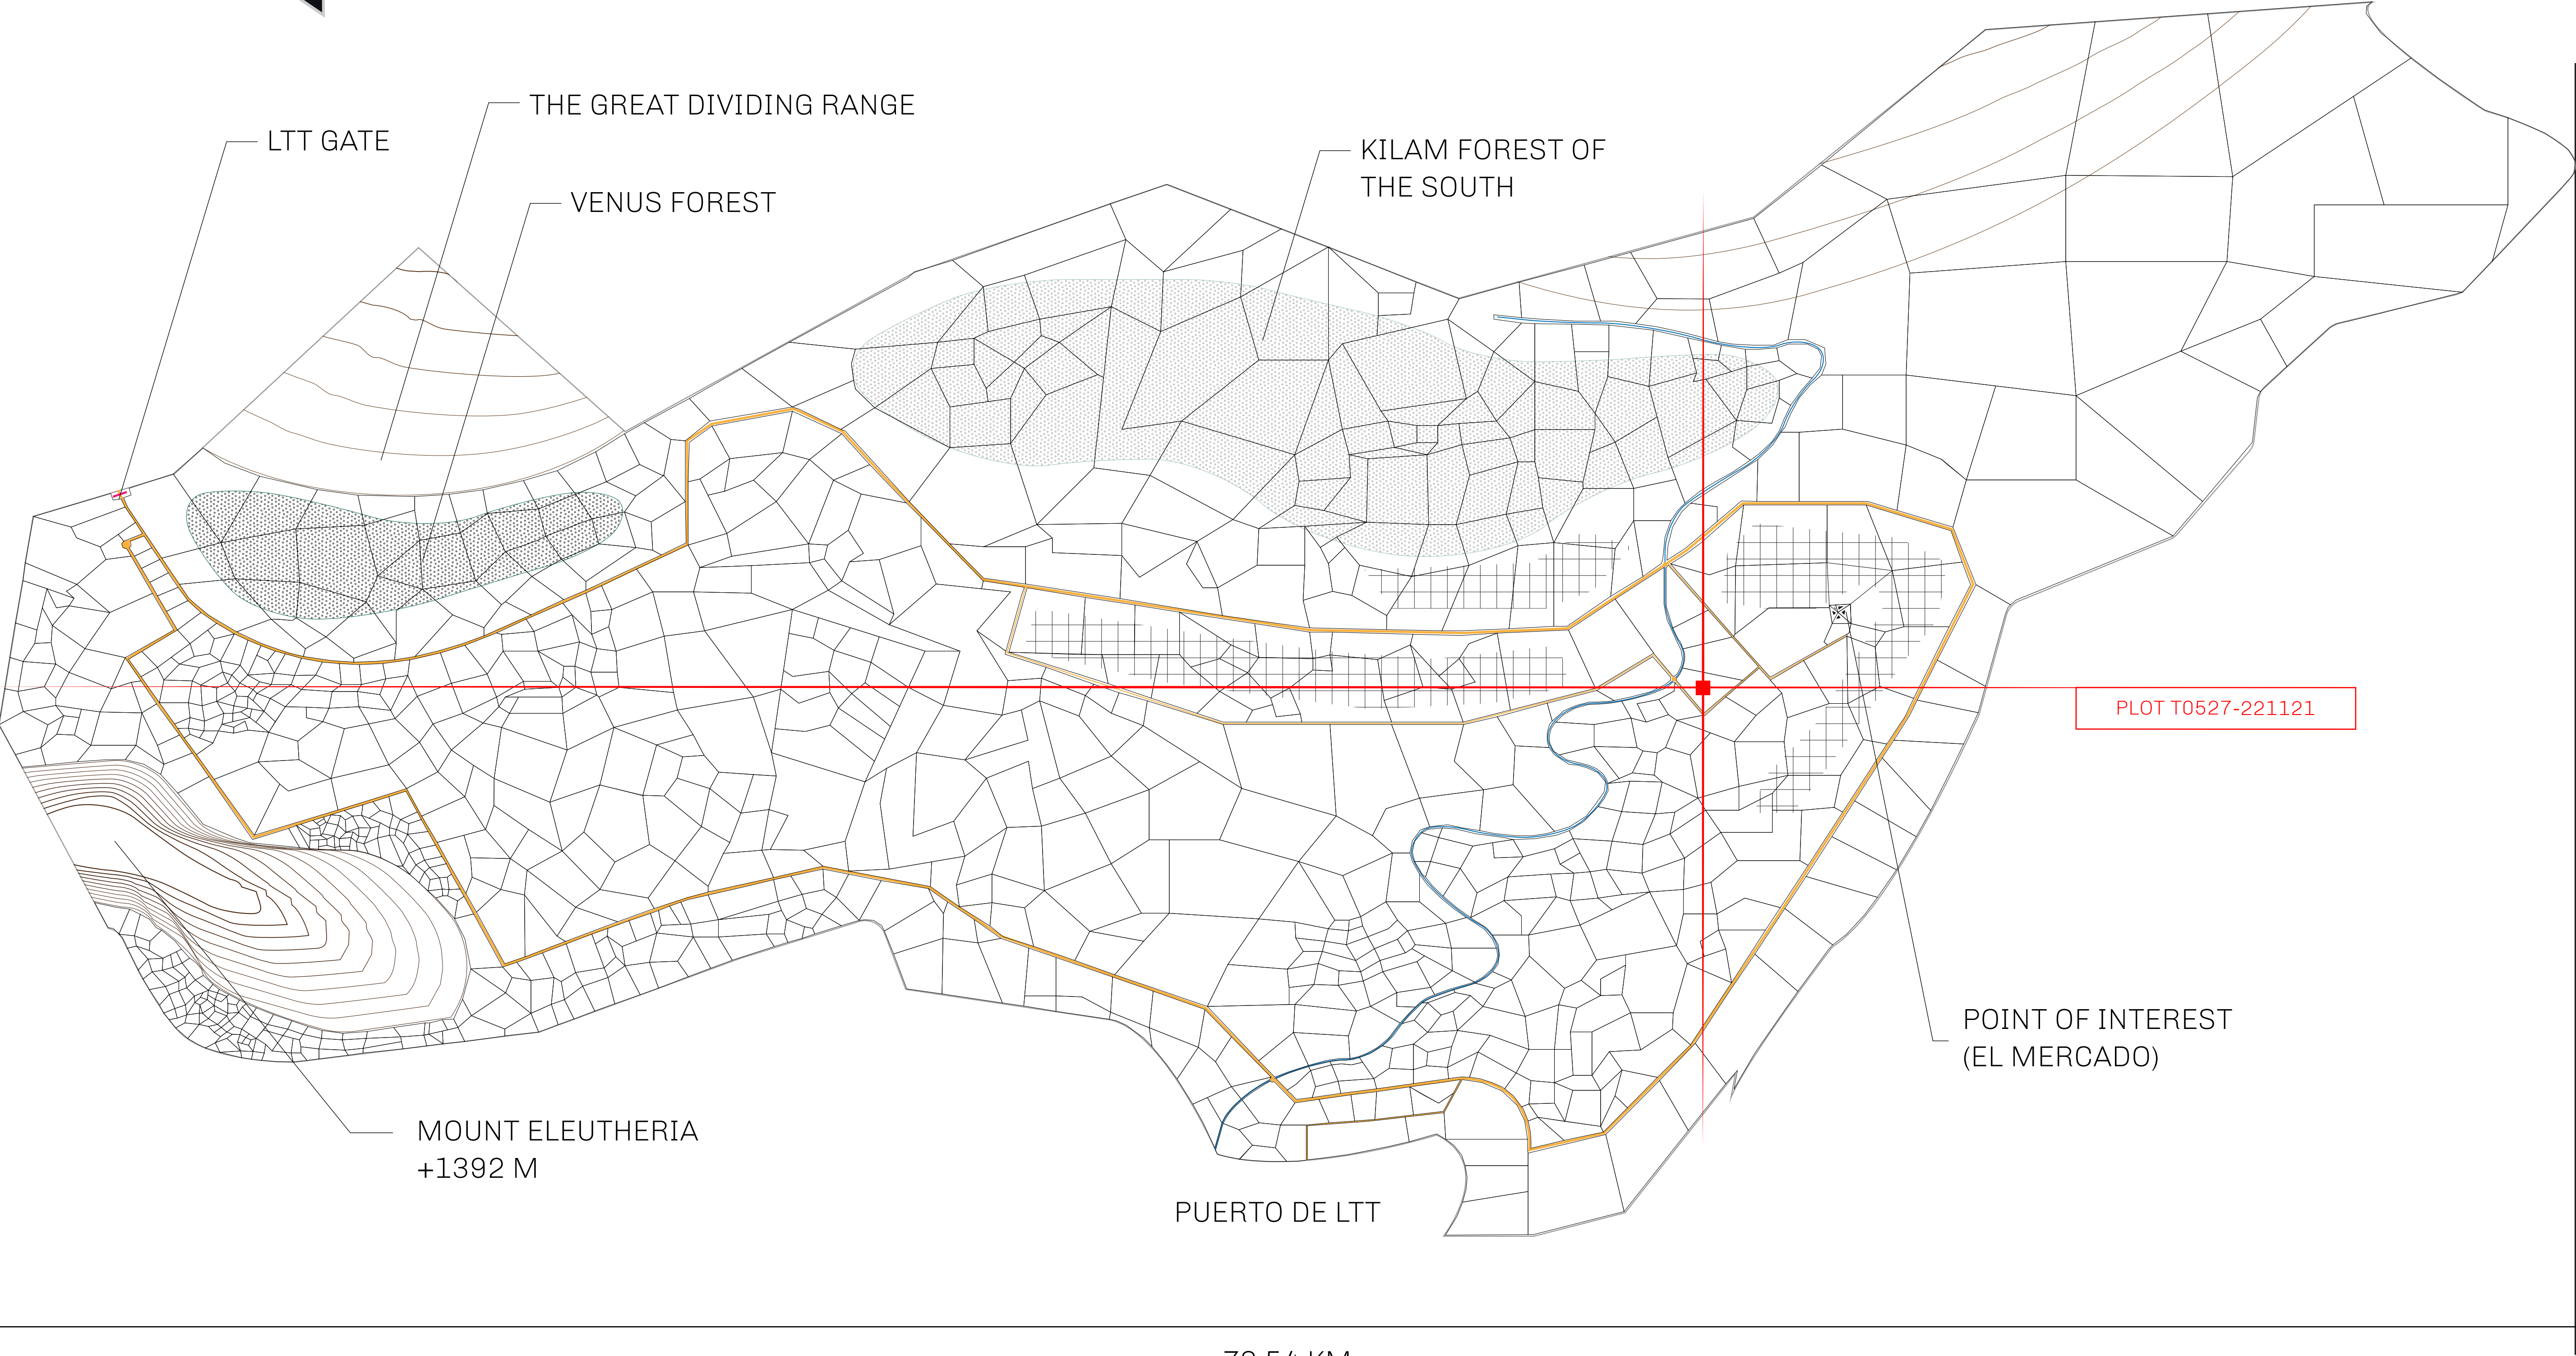 THE GREAT DIVIDING RANGE
LTT GATE
KILAM FOREST OF
THE SOUTH
VENUS FOREST
PLOT T0527-221121
POINT OF INTEREST
(EL MERCADO)
MOUNT ELEUTHERIA
+1392 M
PUERTO DE LTT
KM